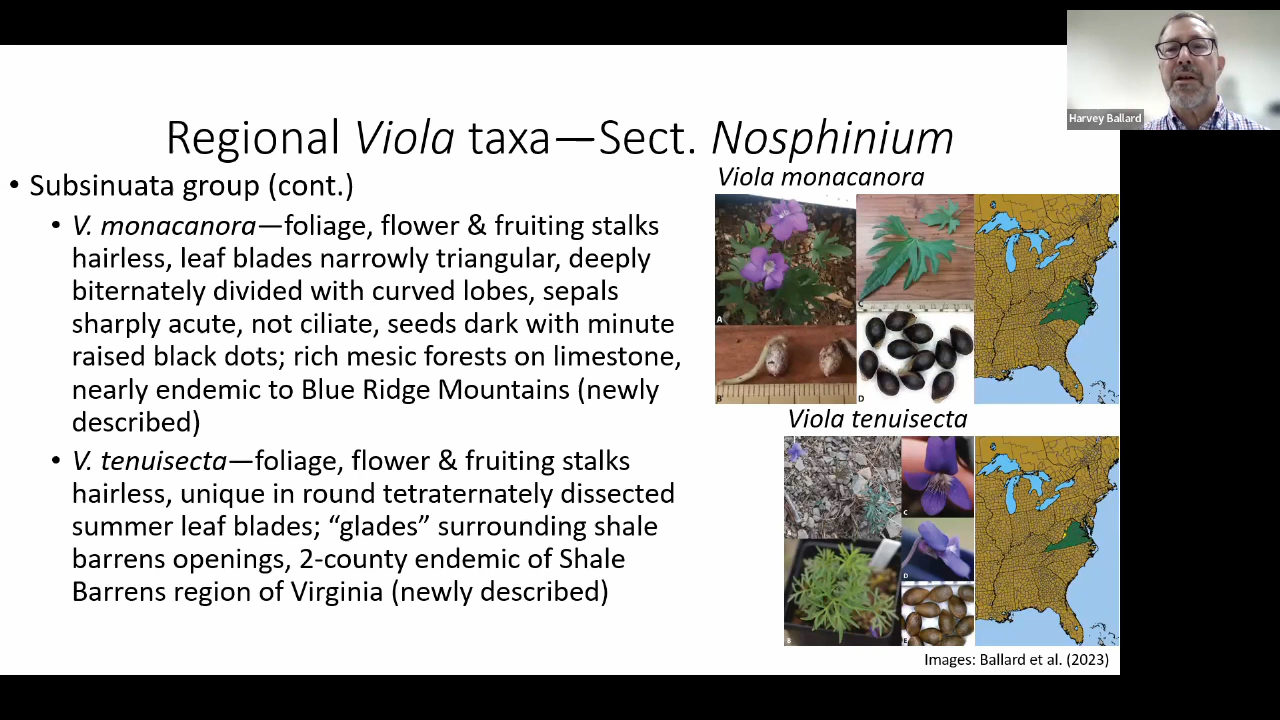 Harvey Ballard
Regional Viola taxa—Sect. Nosphinium
• Subsinuata group (cont.)
• V. monacanora—foliage, flower & fruiting stalks
hairless, leaf blades narrowly triangular, deeply
biternately divided with curved lobes, sepals
sharply acute, not ciliate, seeds dark with minute
raised black dots; rich mesic forests on limestone,
nearly endemic to Blue Ridge Mountains (newly
described)
• V. tenuisecta—foliage, flower & fruiting stalks
hairless, unique in round tetraternately dissected
summer leaf blades; “glades” surrounding shale
barrens openings, 2-county endemic of Shale
Barrens region of Virginia (newly described)
Viola monacanora
A
C
B
D
Viola tenuisecta
A
C
D
B
E
Images: Ballard et al. (2023)